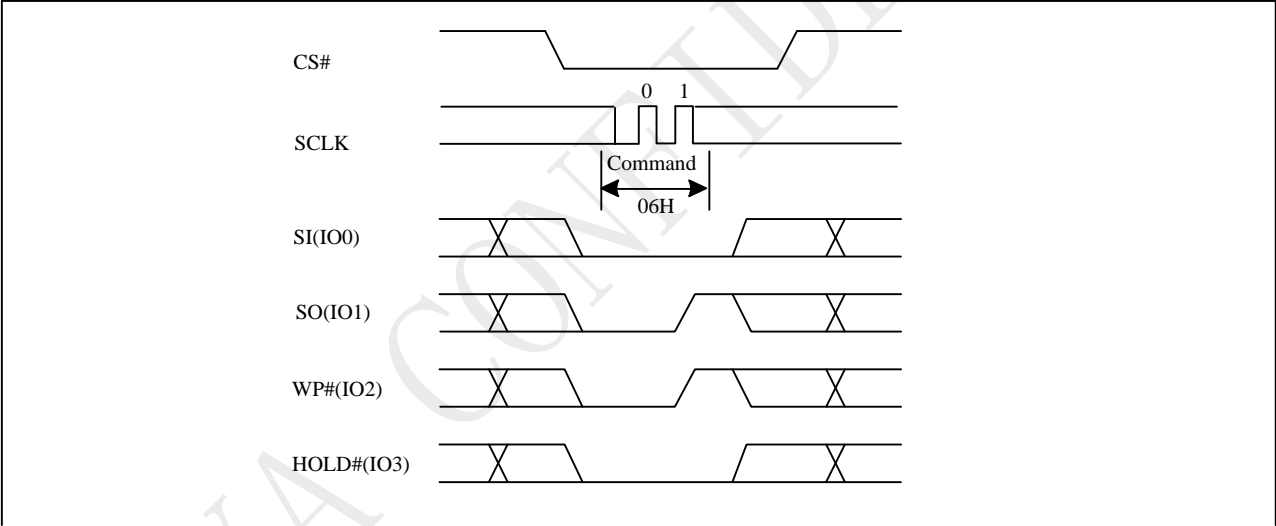 CS#
0 1
SCLK
Command
06H
SI(IO0)
SO(IO1)
WP#(IO2)
HOLD#(IO3)